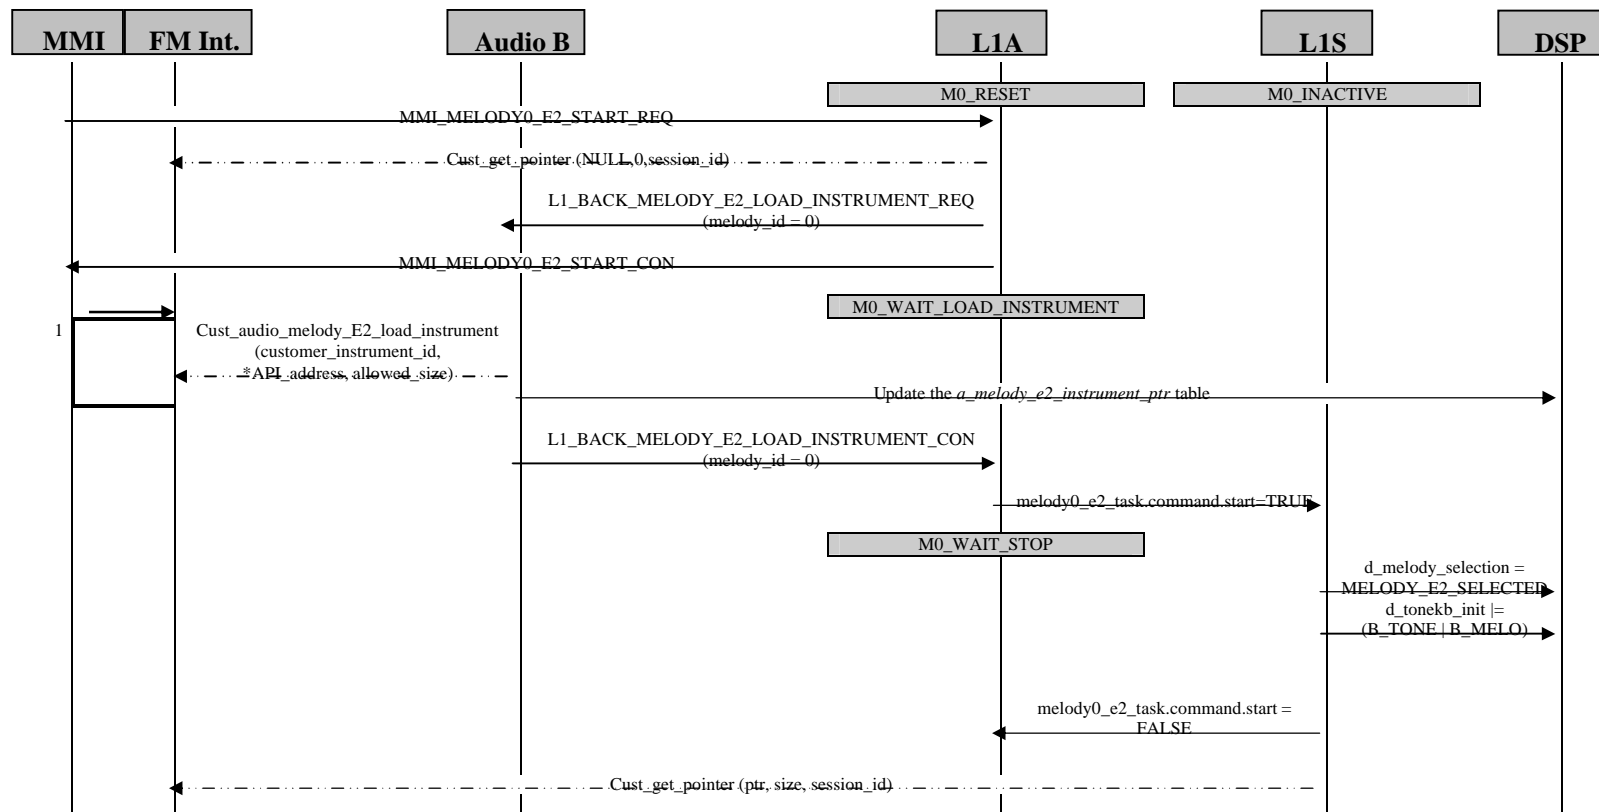 MMI
FM Int.
Audio B
L1A
L1S
DSP
M0_RESET
M0_INACTIVE
MMI_MELODY0_E2_START_REQ
Cust_get_pointer (NULL,0,session_id)
L1_BACK_MELODY_E2_LOAD_INSTRUMENT_REQ
(melody_id = 0)
MMI_MELODY0_E2_START_CON
M0_WAIT_LOAD_INSTRUMENT
1
Cust_audio_melody_E2_load_instrument
(customer_instrument_id,
*API_address, allowed_size)
Update the a_melody_e2_instrument_ptr table
L1_BACK_MELODY_E2_LOAD_INSTRUMENT_CON
(melody_id = 0)
melody0_e2_task.command.start=TRUE
M0_WAIT_STOP
d_melody_selection =
MELODY_E2_SELECTED
d_tonekb_init |=
(B_TONE | B_MELO)
melody0_e2_task.command.start =
FALSE
Cust_get_pointer (ptr, size, session_id)